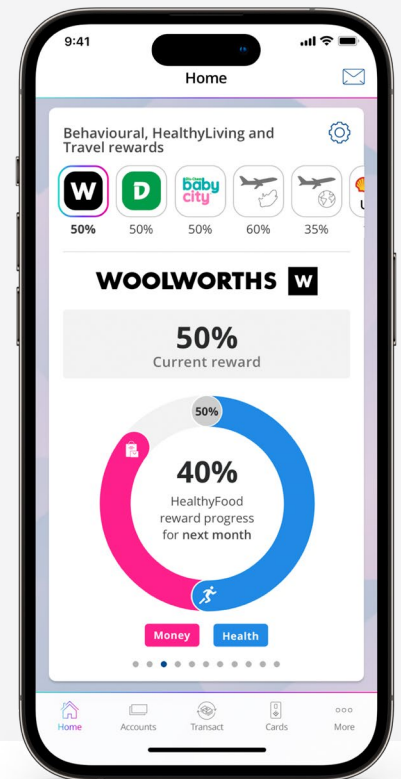 9:41
Home
Behavioural, HealthyLiving and
Travel rewards
W
D
baby
city
50%
50%
50%
60%
35%
WOOLWORTHS W
50%
Current reward
50%
40%
HealthyFood
reward progress
for next month
Money
Health
Home
Accounts
Transact
Cards
More